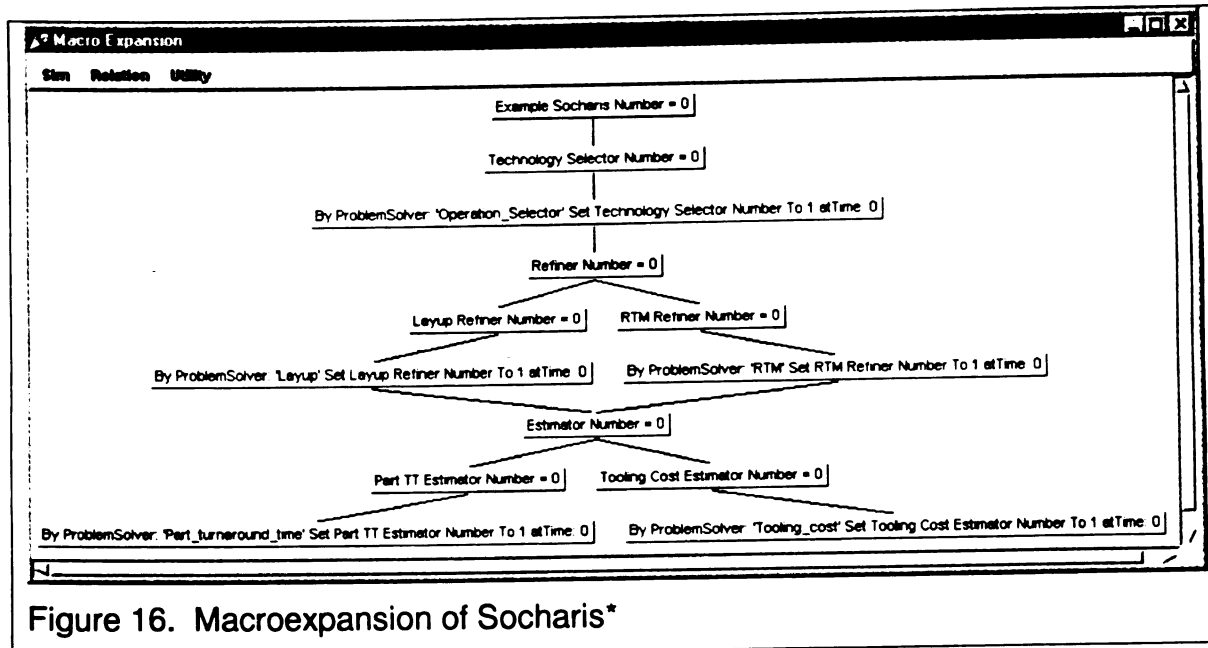 Macro Expansion
Sim Relation Utility
Example Socharis Number = 0
Technology Selector Number = 0
By ProblemSolver: 'Operation_Selector' Set Technology Selector Number To 1 atTime: 0
Refiner Number = 0
Layup Refiner Number = 0
RTM Refiner Number = 0
By ProblemSolver: 'Layup' Set Layup Refiner Number To 1 atTime: 0
By ProblemSolver: 'RTM' Set RTM Refiner Number To 1 atTime: 0
Estimator Number = 0
Part TT Estimator Number = 0
Tooling Cost Estimator Number = 0
By ProblemSolver: 'Part_turnaround_time' Set Part TT Estimator Number To 1 atTime: 0
By ProblemSolver: 'Tooling_cost' Set Tooling Cost Estimator Number To 1 atTime: 0
Figure 16. Macroexpansion of Socharis*